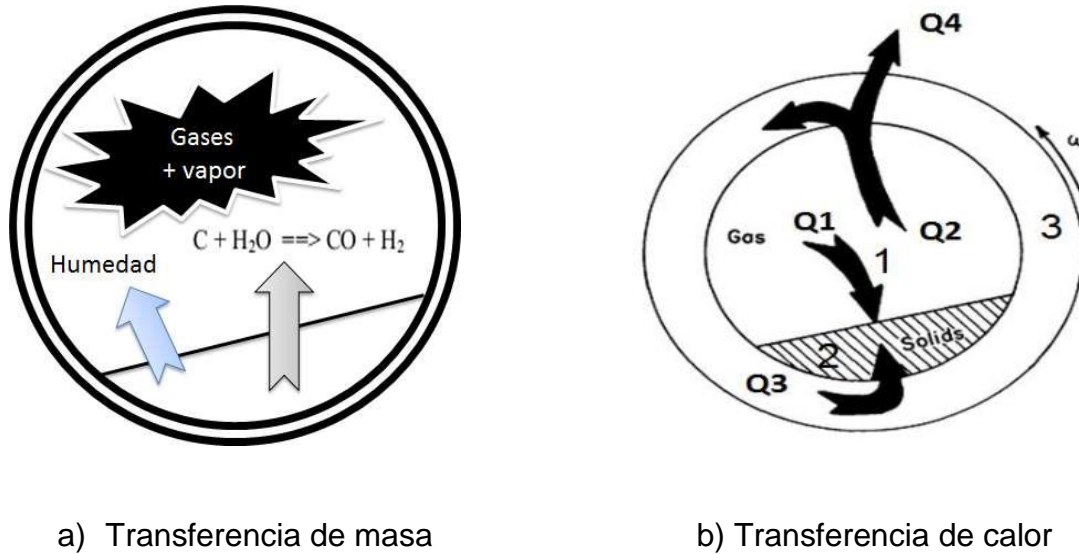 Gases
+ vapor
C + H₂O ==> CO + H₂
Humedad
Q4
ω
Q1
Q2
Gas
1
3
Solids
2
Q3
a) Transferencia de masa
b) Transferencia de calor